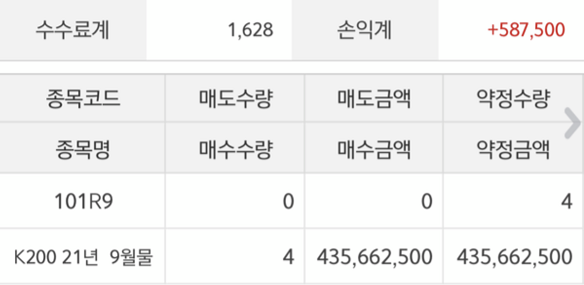 수수료계 1,628 손익계 +587,500
종목코드 매도수량 매도금액 약정수량
종목명 매수수량 매수금액 약정금액
101R9 0 0 4
K200 21년 9월물 4 435,662,500 435,662,500